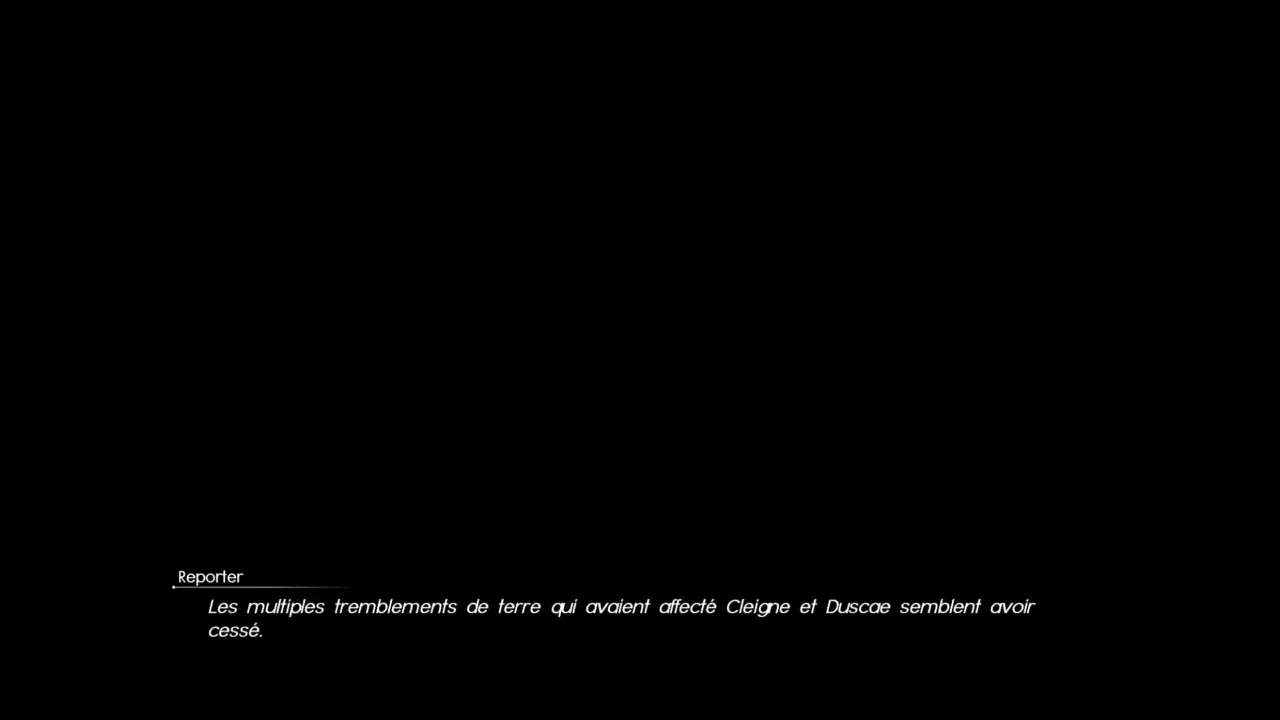 Reporter
Les multiples tremblements de terre qui avaient affecté Cleigne et Duscae semblent avoir
cessé.